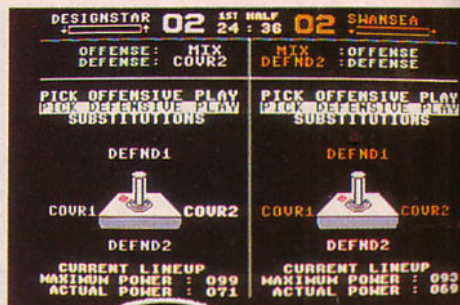 DESIGNSTAR 02 1ST HALF 24 : 36 02 SWANSEA
OFFENSE: MIX MIX :OFFENSE
DEFENSE: COVR2 DEFND2 :DEFENSE
PICK OFFENSIVE PLAY PICK OFFENSIVE PLAY
PICK DEFENSIVE PLAY PICK DEFENSIVE PLAY
SUBSTITUTIONS SUBSTITUTIONS
DEFND1 DEFND1
COVR1 COVR2 COVR1 COVR2
DEFND2 DEFND2
CURRENT LINEUP CURRENT LINEUP
MAXIMUM POWER : 099 MAXIMUM POWER : 093
ACTUAL POWER : 071 ACTUAL POWER : 069